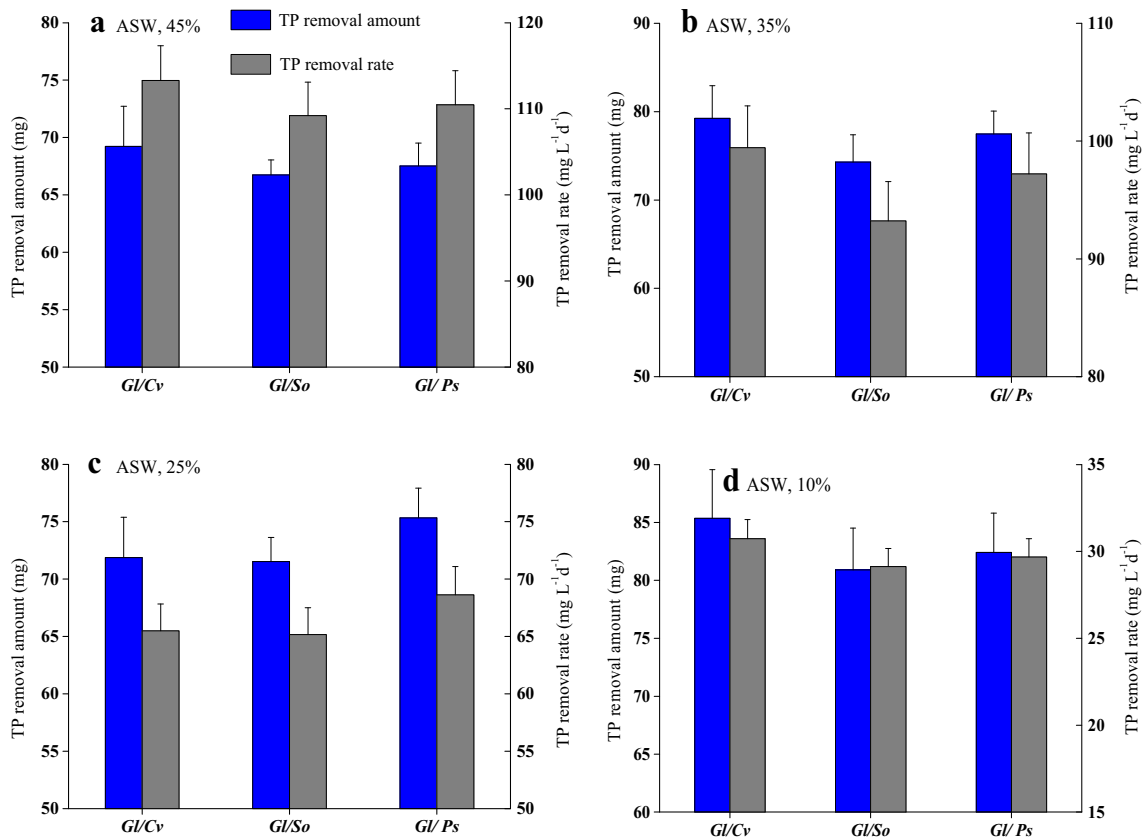 a ASW, 45%
TP removal amount
TP removal rate
80
75
70
65
60
55
50
TP removal amount (mg)
120
110
100
90
80
TP removal rate (mg L⁻¹ d⁻¹)
Gl/Cv Gl/So Gl/ Ps
b ASW, 35%
90
80
70
60
50
TP removal amount (mg)
110
100
90
80
TP removal rate (mg L⁻¹ d⁻¹)
Gl/Cv Gl/So Gl/ Ps
c ASW, 25%
80
75
70
65
60
55
50
TP removal amount (mg)
80
75
70
65
60
55
50
TP removal rate (mg L⁻¹d⁻¹)
Gl/Cv Gl/So Gl/ Ps
d ASW, 10%
90
85
80
75
70
65
60
TP removal amount (mg)
35
30
25
20
15
TP removal rate (mg L⁻¹ d⁻¹)
Gl/Cv Gl/So Gl/ Ps